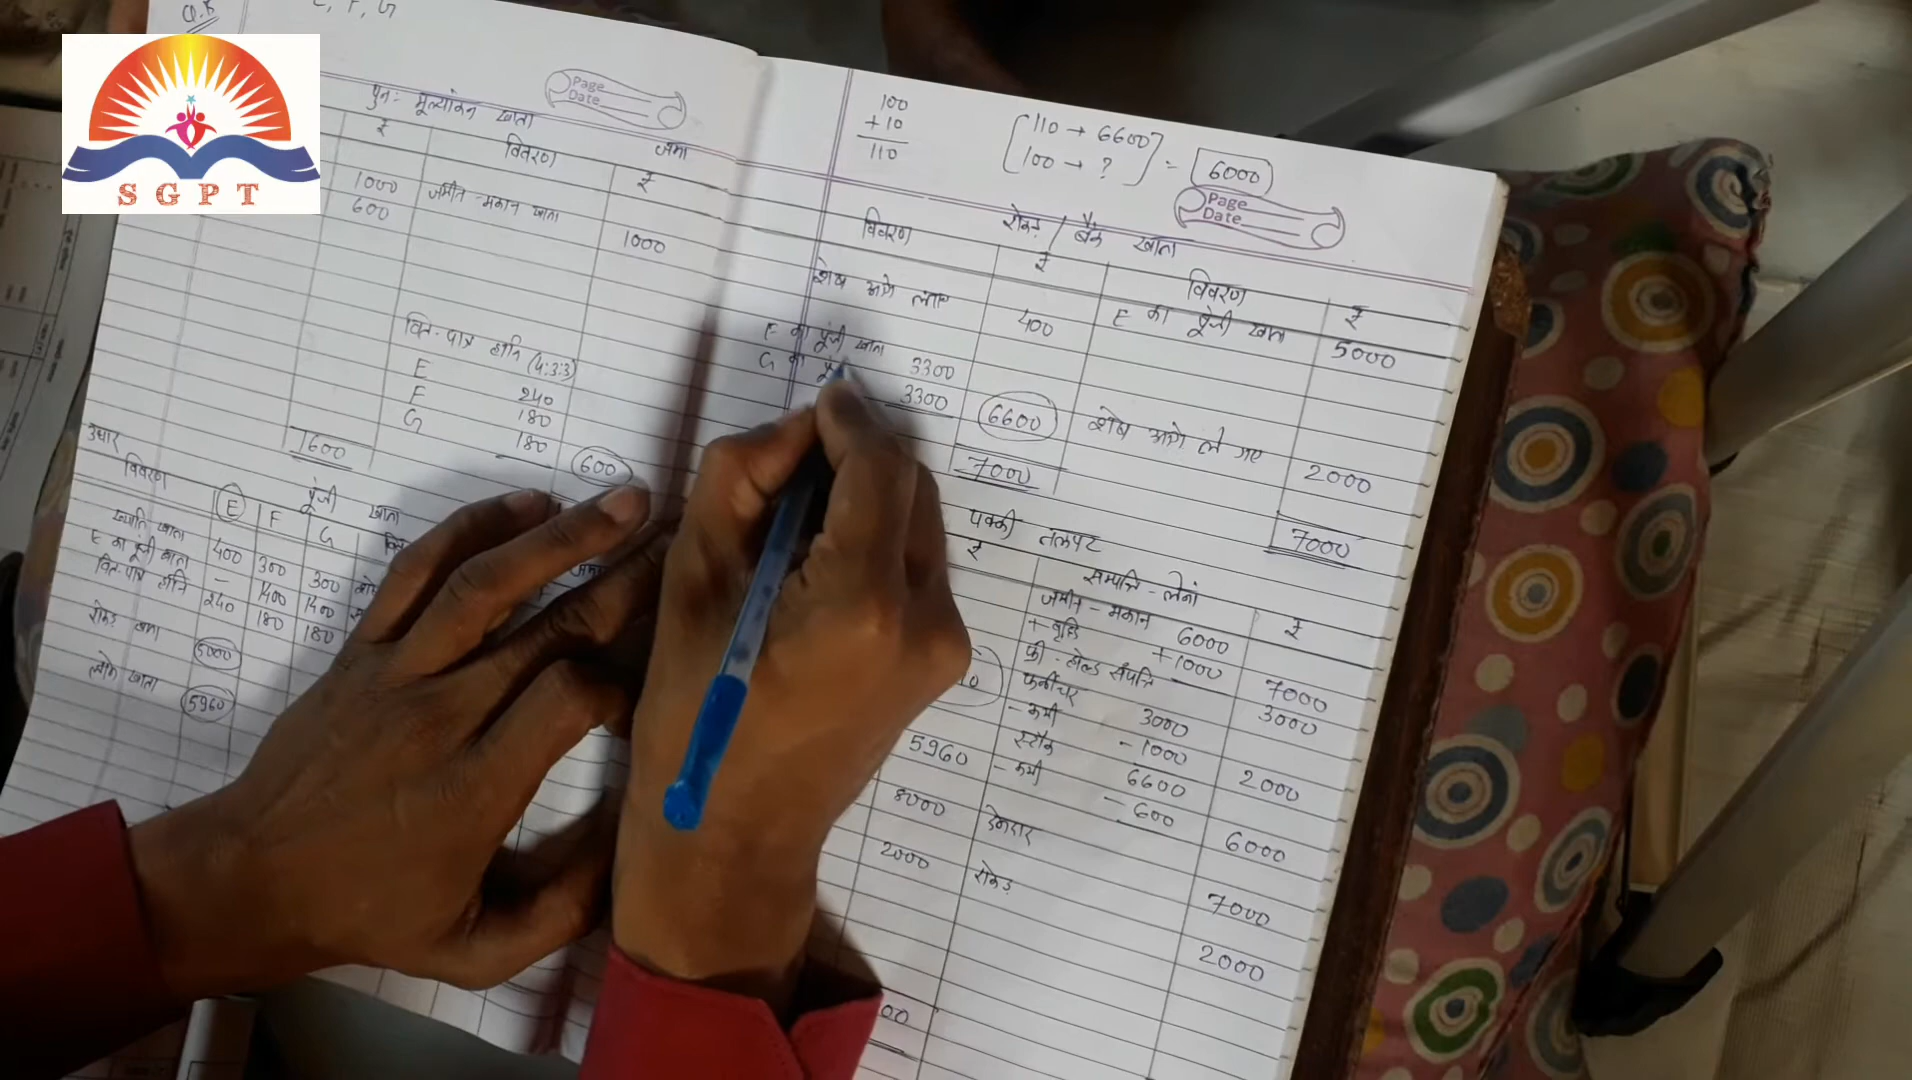 Q.5
E, F, G
SGPT
Page
Date
पुनः मूल्यांकन खाता
जमा
₹ विवरण ₹
1000 जमीन-मकान खाता 1000
600
वित-पात्र हानि (4:3:3)
E 240
F 180
G 180 600
1600
उधार पूंजी खाता
विवरण E F G
ख्याति खाता 400 300 300
E का पूंजी खाता - 1400 1400
वित-पात्र हानि 240 180 180
रोकड़ खाता 5000
लोन खाता 5960
100
+10
110
110 → 6600
100 → ?
= 6000
Page
Date
रोकड़/बैंक खाता
विवरण ₹ विवरण ₹
शेष आगे लाए 400 E का पूंजी खाता 5000
F का पूंजी खाता 3300
G का 3300 6600 शेष आगे ले गए 2000
7000 7000
पक्की तलपट
₹ सम्पत्ति-लेनां ₹
जमीन-मकान 6000
+ वृद्धि +1000 7000
फ्री-होल्ड संपत्ति 3000
फर्नीचर 3000
- कमी -1000 2000
5960 स्टॉक 6600
- कमी -600 6000
8000 देनदार 7000
2000 रोकड़ 2000